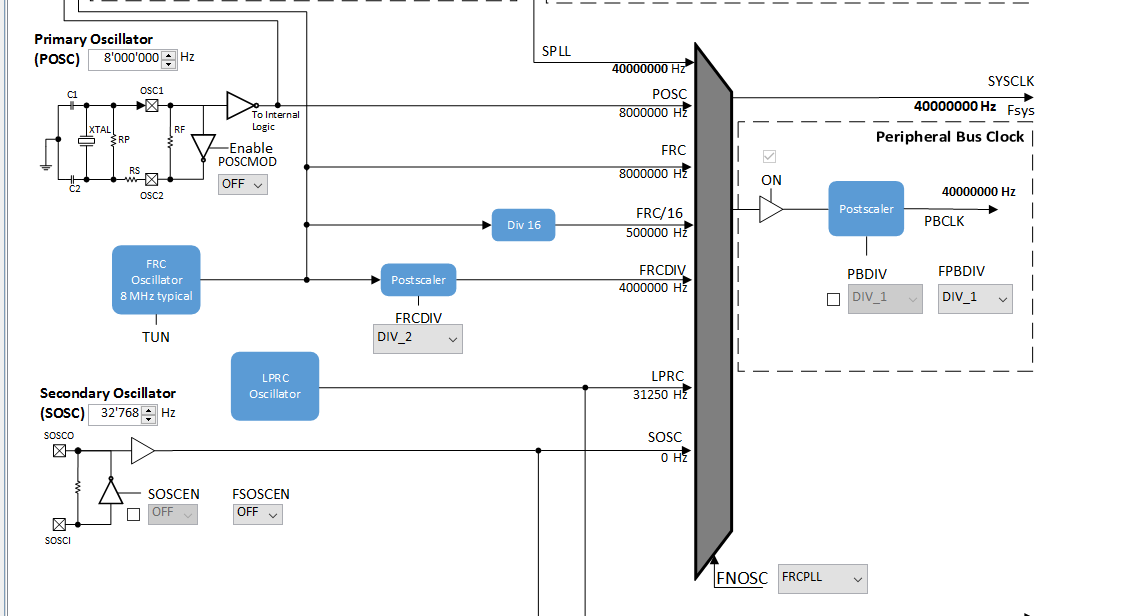 SPLL
40000000 Hz
Primary Oscillator
(POSC) 8'000'000 Hz
C1
OSC1
XTAL
RP
RF
To Internal
Logic
Enable
POSCMOD
OFF
RS
C2
OSC2
POSC
8000000 Hz
FRC
8000000 Hz
Div 16
FRC/16
500000 Hz
FRC
Oscillator
8 MHz typical
TUN
Postscaler
FRCDIV
DIV_2
FRCDIV
4000000 Hz
LPRC
Oscillator
LPRC
31250 Hz
Secondary Oscillator
(SOSC) 32'768 Hz
SOSCO
SOSC
0 Hz
SOSCEN
OFF
FSOSCEN
OFF
SOSCI
SYSCLK
40000000 Hz
Fsys
Peripheral Bus Clock
ON
Postscaler
40000000 Hz
PBCLK
PBDIV
DIV_1
FPBDIV
DIV_1
FNOSC
FRCPLL